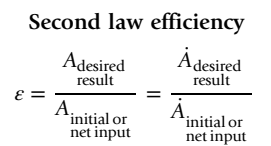 Second law efficiency
ε = A desired result / A initial or net input = Ȧ desired result / Ȧ initial or net input